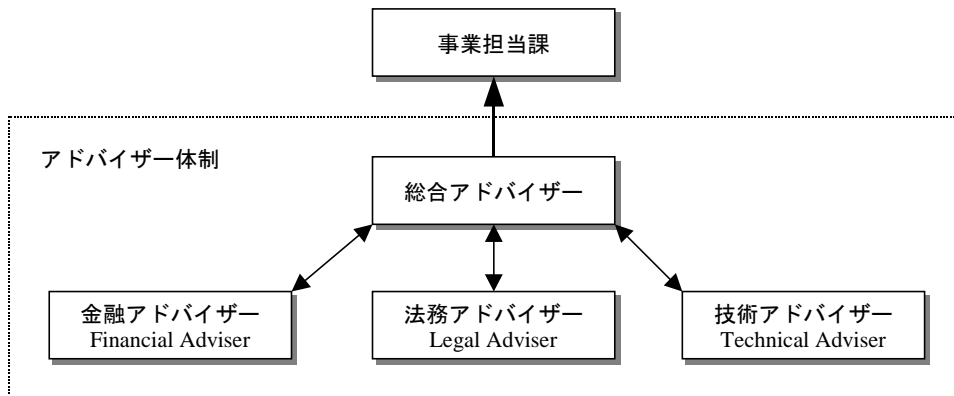 事業担当課
アドバイザー体制
総合アドバイザー
金融アドバイザー
Financial Adviser
法務アドバイザー
Legal Adviser
技術アドバイザー
Technical Adviser